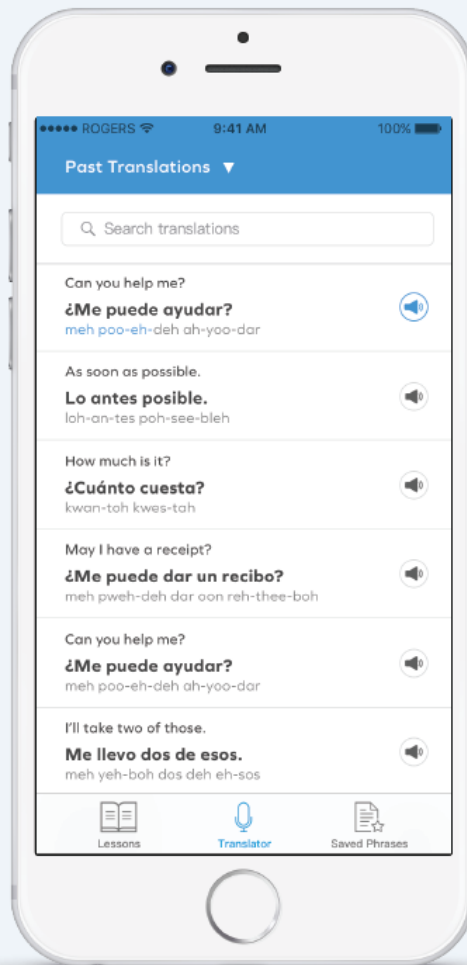 ROGERS 9:41 AM 100%
Past Translations ▼
Search translations
Can you help me?
¿Me puede ayudar?
meh poo-eh-deh ah-yoo-dar
As soon as possible.
Lo antes posible.
loh-an-tes poh-see-bleh
How much is it?
¿Cuánto cuesta?
kwan-toh kwes-tah
May I have a receipt?
¿Me puede dar un recibo?
meh pweh-deh dar oon reh-thee-boh
Can you help me?
¿Me puede ayudar?
meh poo-eh-deh ah-yoo-dar
I'll take two of those.
Me llevo dos de esos.
meh yeh-boh dos deh eh-sos
Lessons Translator Saved Phrases